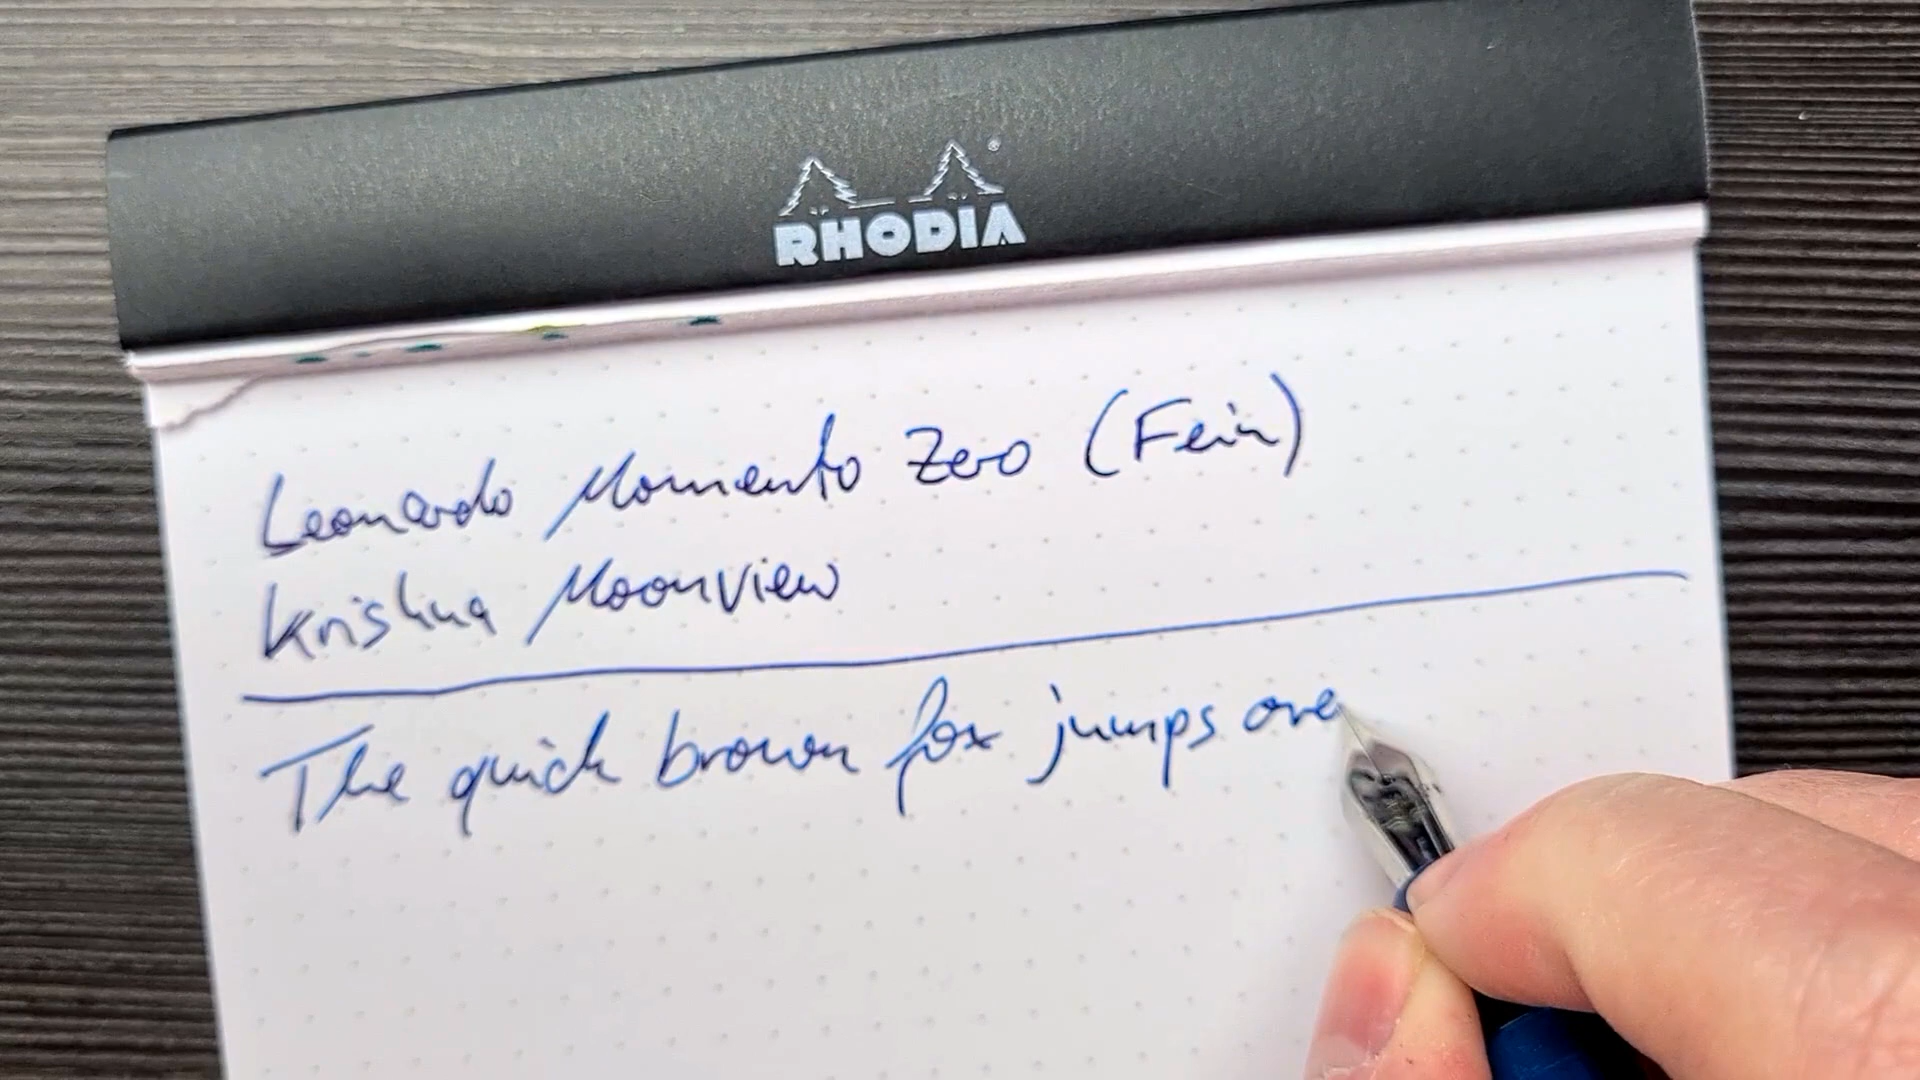 RHODIA
Leonardo Momento Zero (Fein)
Krishna Moonview
The quick brown fox jumps ove